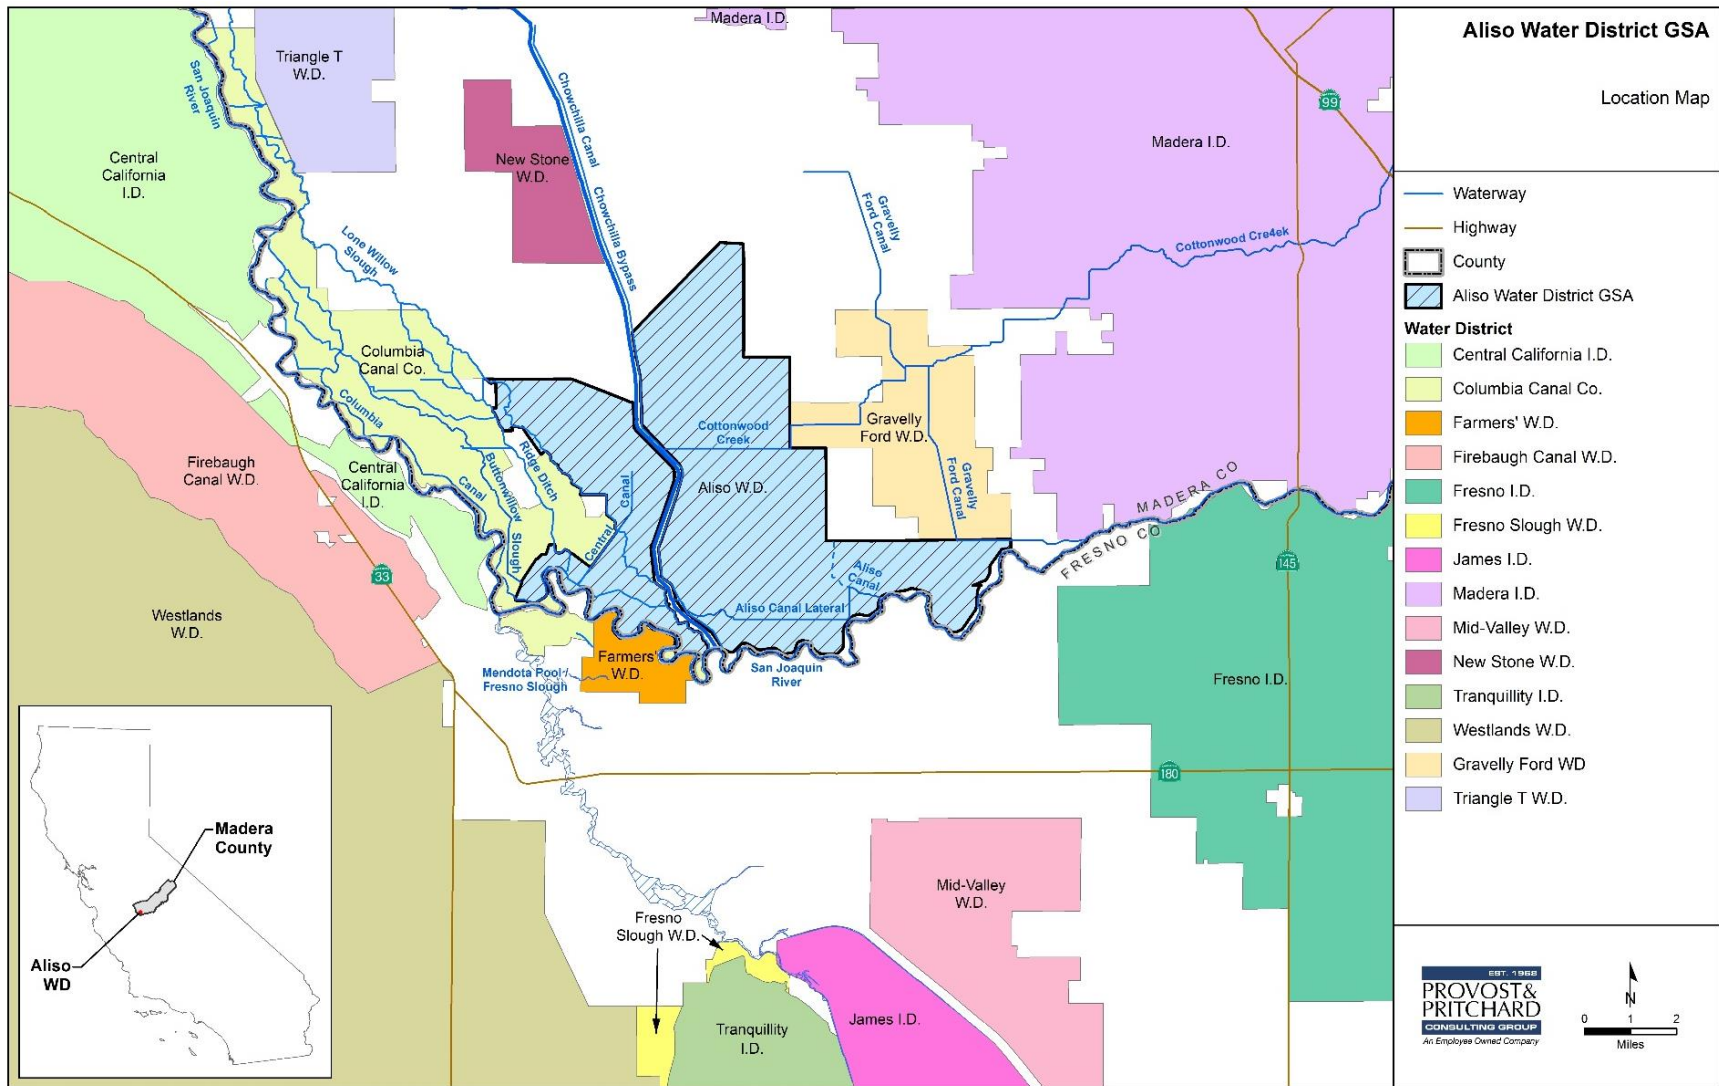 Aliso Water District GSA
Location Map
Waterway
Highway
County
Aliso Water District GSA
Water District
Central California I.D.
Columbia Canal Co.
Farmers' W.D.
Firebaugh Canal W.D.
Fresno I.D.
Fresno Slough W.D.
James I.D.
Madera I.D.
Mid-Valley W.D.
New Stone W.D.
Tranquillity I.D.
Westlands W.D.
Gravelly Ford WD
Triangle T W.D.
EST. 1968
PROVOST&
PRITCHARD
CONSULTING GROUP
An Employee Owned Company
N
0 1 2
Miles
Madera I.D.
Triangle T
W.D.
San Joaquin
River
Chowchilla Canal
Chowchilla Bypass
99
Madera I.D.
Central
California
I.D.
New Stone
W.D.
Gravelly
Ford Canal
Cottonwood Cre4ek
Lone Willow
Slough
Columbia
Canal Co.
Columbia
Canal
Cottonwood
Creek
Gravelly
Ford W.D.
Firebaugh
Canal W.D.
Central
California
I.D.
Ridge Ditch
Buttonwillow
Slough
Canal
Central
Aliso W.D.
Gravelly
Ford Canal
MADERA CO
FRESNO CO
33
145
Aliso
Canal
Aliso Canal Lateral
Westlands
W.D.
Farmers'
W.D.
Mendota Pool /
Fresno Slough
San Joaquin
River
Fresno I.D.
180
Madera
County
Aliso
WD
Mid-Valley
W.D.
Fresno
Slough W.D.
Tranquillity
I.D.
James I.D.